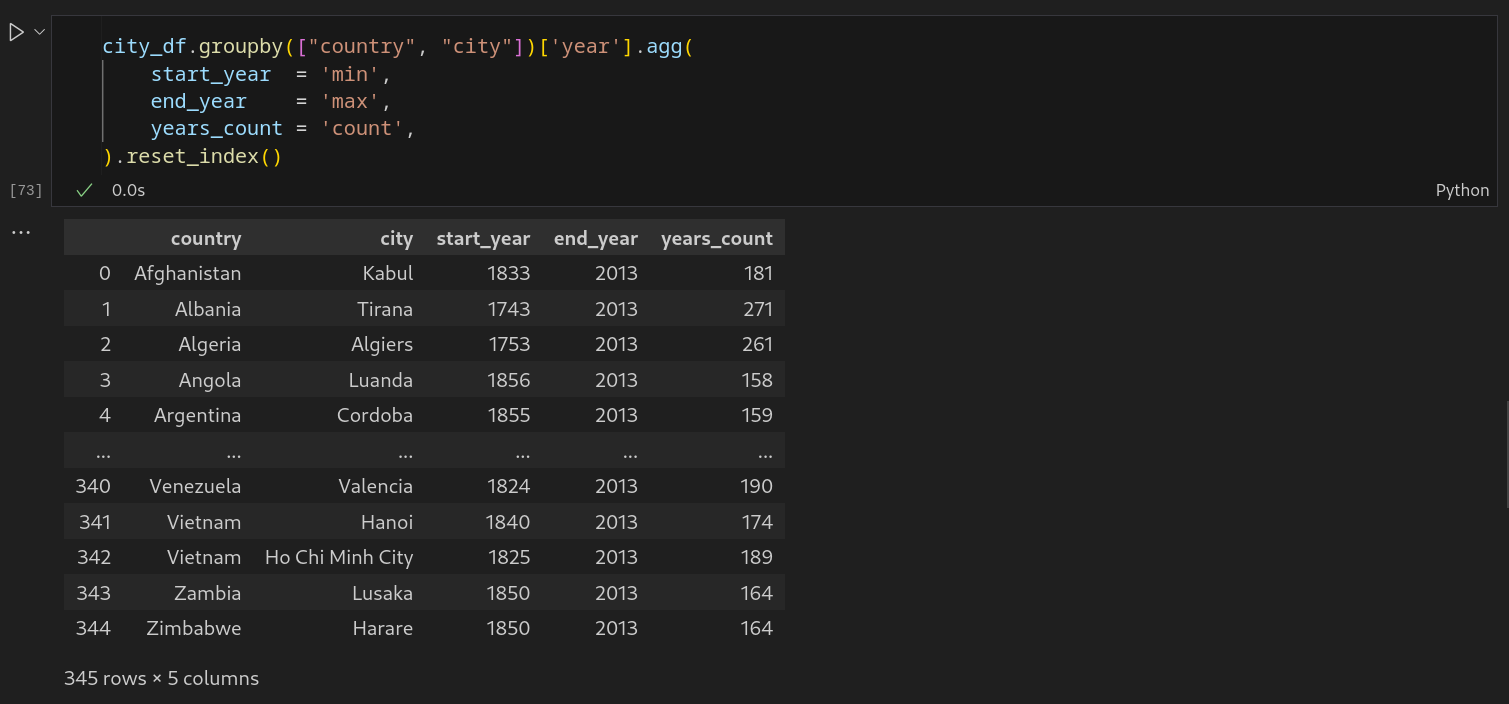 city_df.groupby(["country", "city"])['year'].agg(
    start_year  = 'min',
    end_year    = 'max',
    years_count = 'count',
).reset_index()
[73] 0.0s Python
...
country city start_year end_year years_count
0 Afghanistan Kabul 1833 2013 181
1 Albania Tirana 1743 2013 271
2 Algeria Algiers 1753 2013 261
3 Angola Luanda 1856 2013 158
4 Argentina Cordoba 1855 2013 159
... ... ... ... ... ...
340 Venezuela Valencia 1824 2013 190
341 Vietnam Hanoi 1840 2013 174
342 Vietnam Ho Chi Minh City 1825 2013 189
343 Zambia Lusaka 1850 2013 164
344 Zimbabwe Harare 1850 2013 164
345 rows × 5 columns